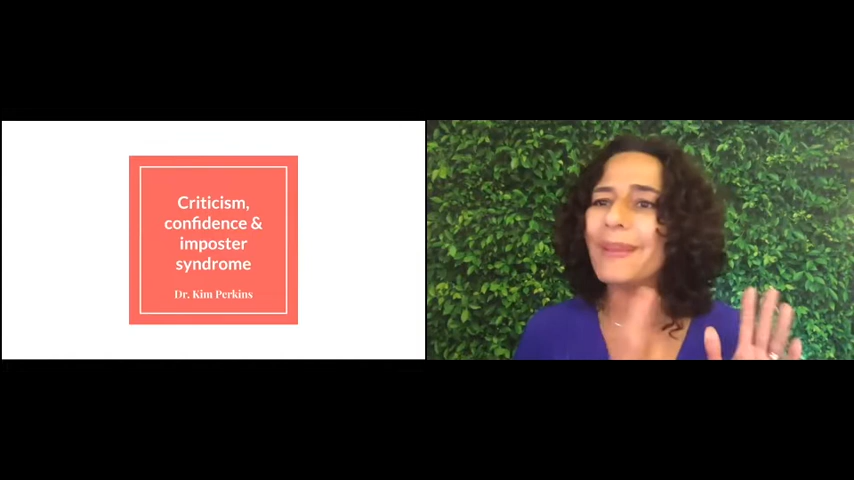 Criticism,
confidence &
imposter
syndrome
Dr. Kim Perkins